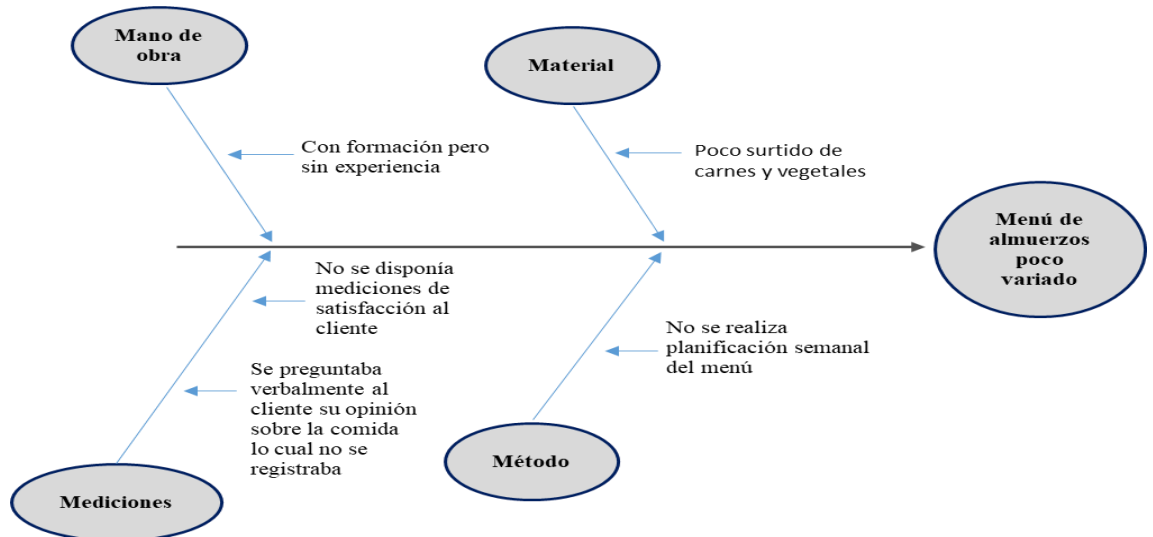 Mano de
obra
Material
Con formación pero
sin experiencia
Poco surtido de
carnes y vegetales
Menú de
almuerzos
poco
variado
No se disponía
mediciones de
satisfacción al
cliente
No se realiza
planificación semanal
del menú
Se preguntaba
verbalmente al
cliente su opinión
sobre la comida
lo cual no se
registraba
Método
Mediciones